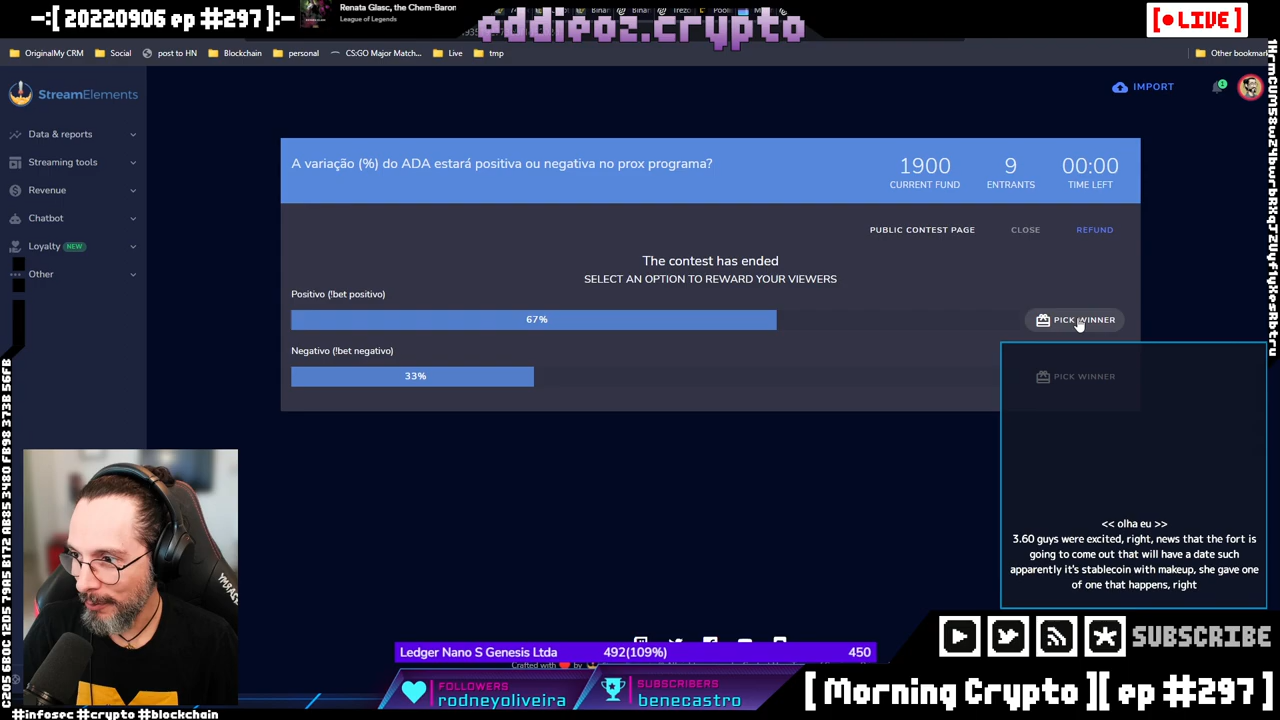 -:[ 20220906 ep #297]:-
Renata Glasc, the Chem-Baron
League of Legends
eddieoz.crypto
[●LIVE]
OriginalMy CRM
Social
Blockchain
post to HN
personal
CS:GO Major Match...
Live
tmp
Other bookmar
StreamElements
IMPORT
1
Data & reports
Streaming tools
Revenue
Chatbot
Loyalty NEW
Other
A variação (%) do ADA estará positiva ou negativa no prox programa?
1900
CURRENT FUND
9
ENTRANTS
00:00
TIME LEFT
PUBLIC CONTEST PAGE
CLOSE
REFUND
The contest has ended
SELECT AN OPTION TO REWARD YOUR VIEWERS
Positivo (!bet positivo)
67%
PICK WINNER
Negativo (!bet negativo)
33%
PICK WINNER
<< olha eu >>
3.60 guys were excited, right, news that the fort is
going to come out that will have a date such
apparently it's stablecoin with makeup, she gave one
of one that happens, right
SUBSCRIBE
Ledger Nano S Genesis Ltda
492(109%)
450
Crafted with
by
FOLLOWERS
rodneyoliveira
SUBSCRIBERS
benecastro
[ Morning Crypto ][ ep #297 ]
#infosec #crypto #blockchain